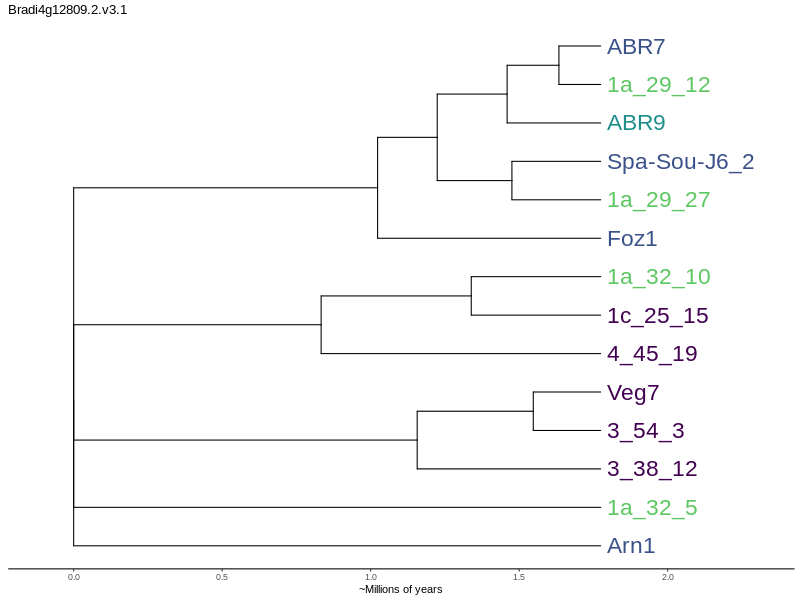 Bradi4g12809.2.v3.1
ABR7
1a_29_12
ABR9
Spa-Sou-J6_2
1a_29_27
Foz1
1a_32_10
1c_25_15
4_45_19
Veg7
3_54_3
3_38_12
1a_32_5
Arn1
0.0 0.5 1.0 1.5 2.0
~Millions of years